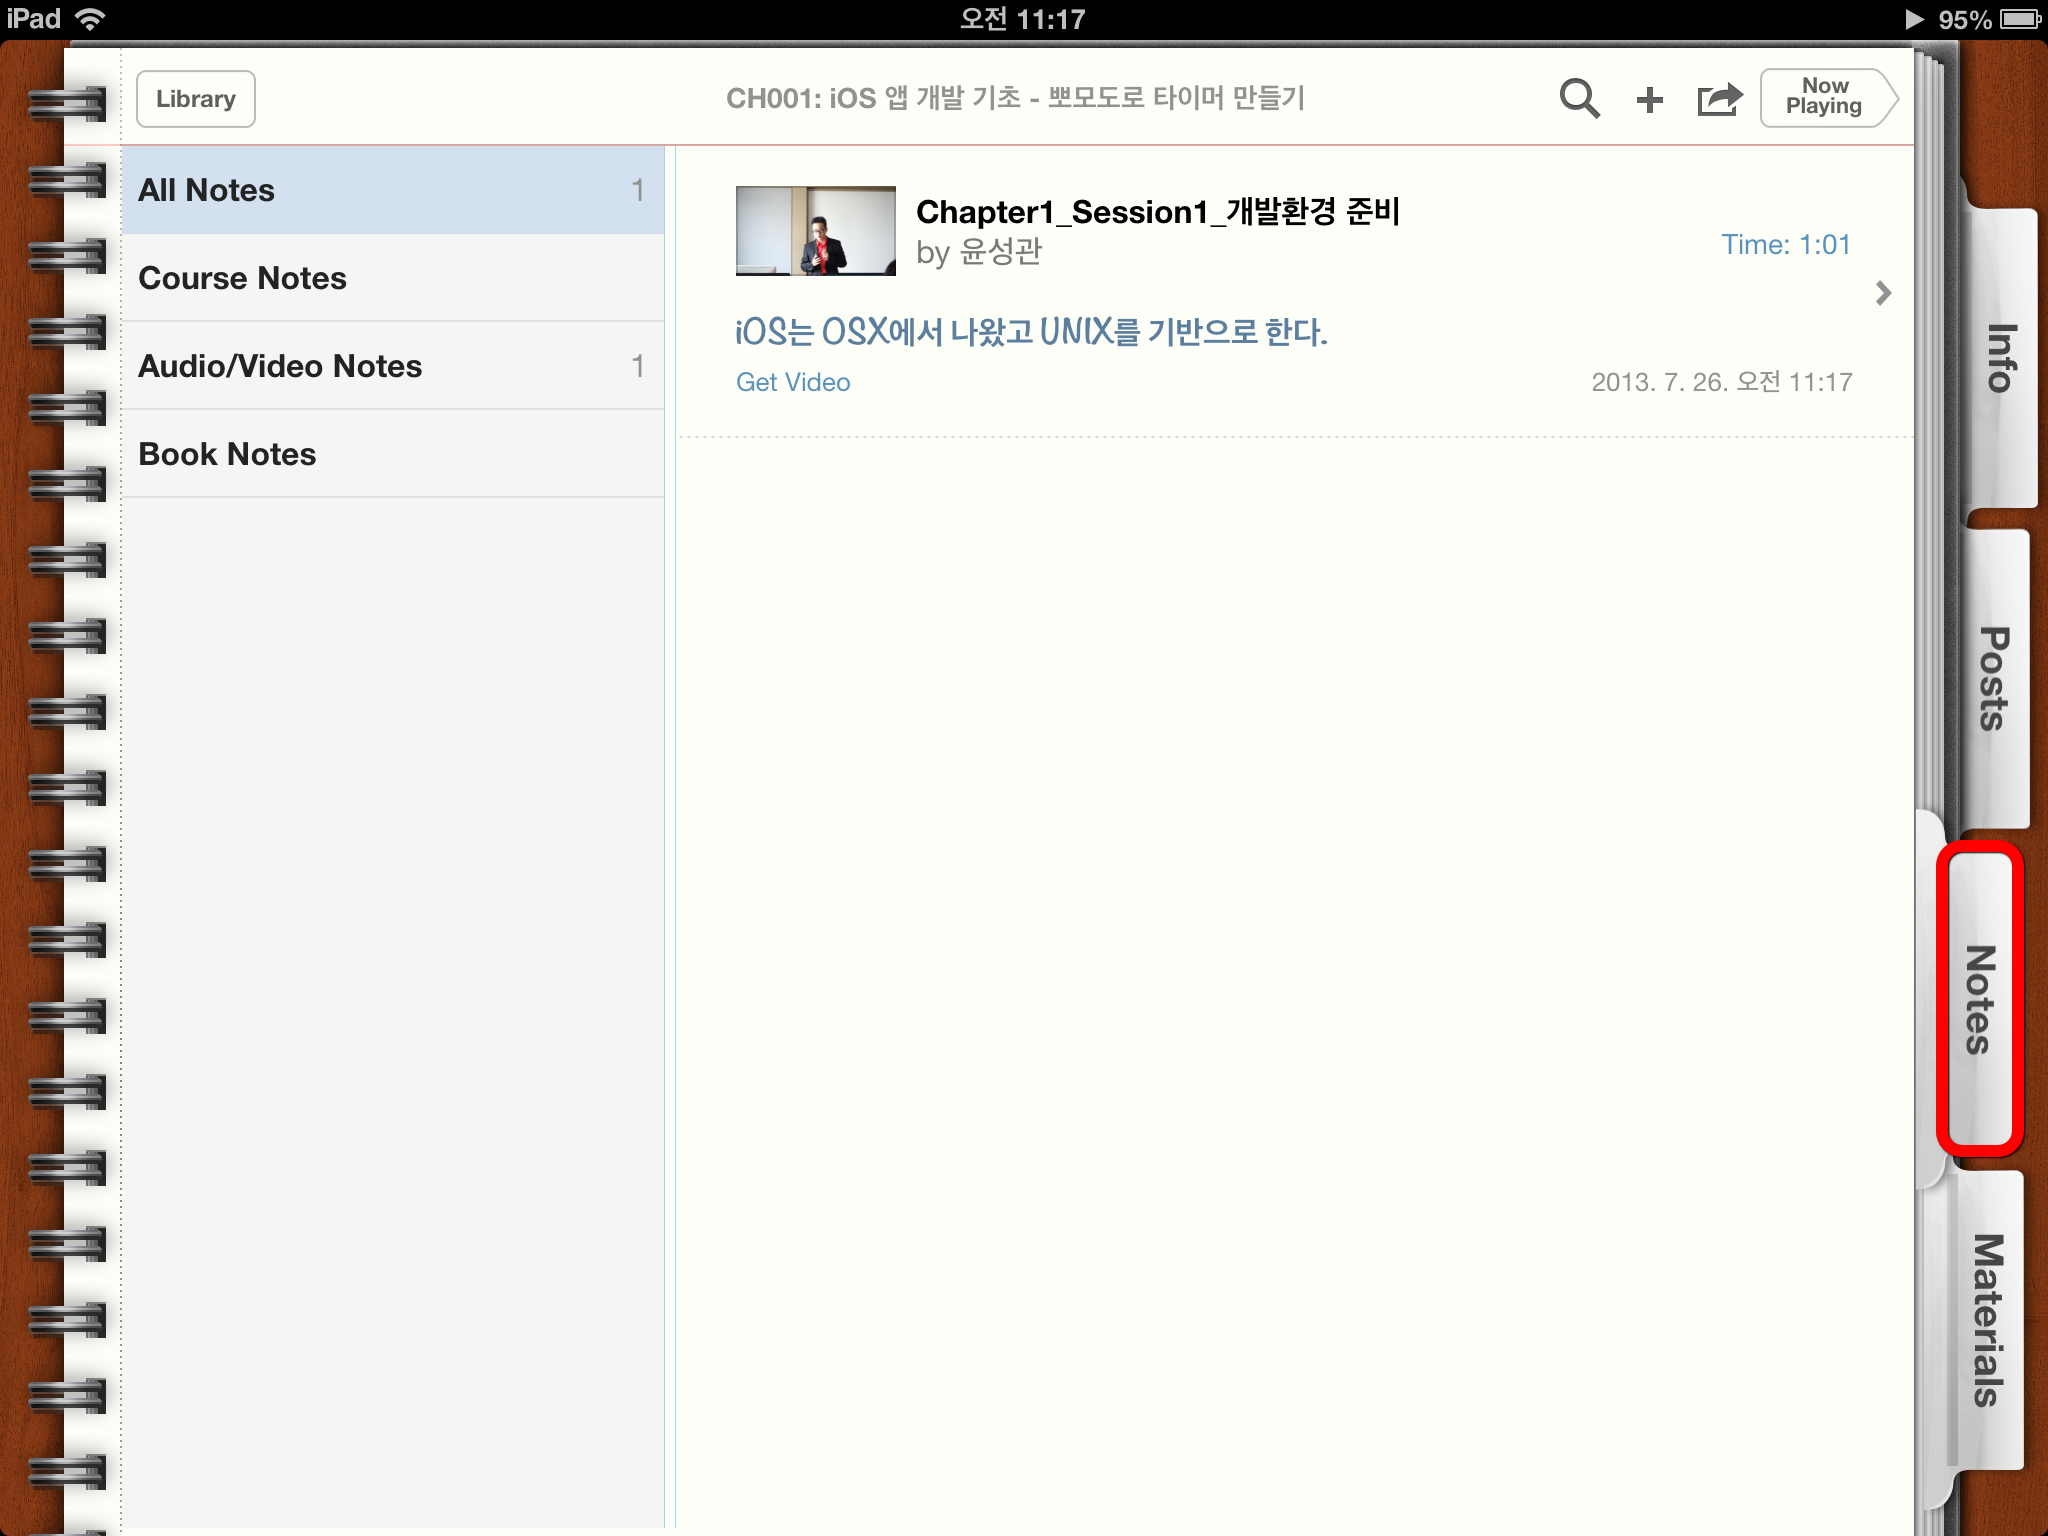 iPad 오전 11:17 95%
Library
CH001: iOS 앱 개발 기초 - 뽀모도로 타이머 만들기
Now
Playing
All Notes 1
Course Notes
Audio/Video Notes 1
Book Notes
Chapter1_Session1_개발환경 준비
by 윤성관
Time: 1:01
iOS는 OSX에서 나왔고 UNIX를 기반으로 한다.
Get Video 2013. 7. 26. 오전 11:17
Info
Posts
Notes
Materials